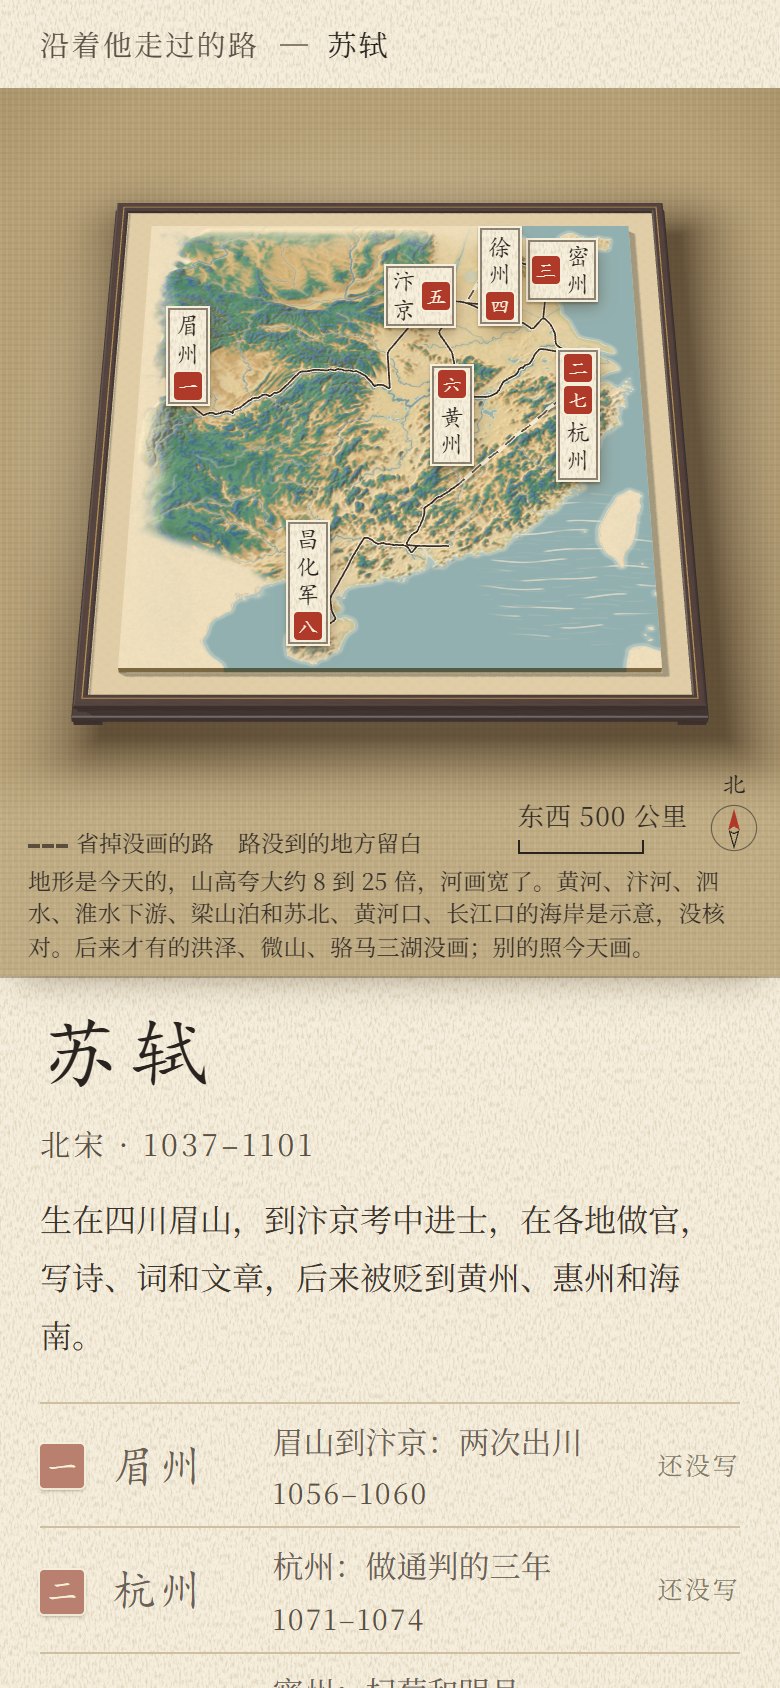 沿着他走过的路 — 苏轼
徐州
四
三
密州
汴京
五
眉州
一
六
黄州
二
七
杭州
昌化军
八
北
东西 500 公里
省掉没画的路 路没到的地方留白
地形是今天的，山高夸大约 8 到 25 倍，河画宽了。黄河、汴河、泗
水、淮水下游、梁山泊和苏北、黄河口、长江口的海岸是示意，没核
对。后来才有的洪泽、微山、骆马三湖没画；别的照今天画。
苏轼
北宋 · 1037–1101
生在四川眉山，到汴京考中进士，在各地做官，
写诗、词和文章，后来被贬到黄州、惠州和海
南。
一 眉州 眉山到汴京：两次出川 还没写
1056–1060
二 杭州 杭州：做通判的三年 还没写
1071–1074